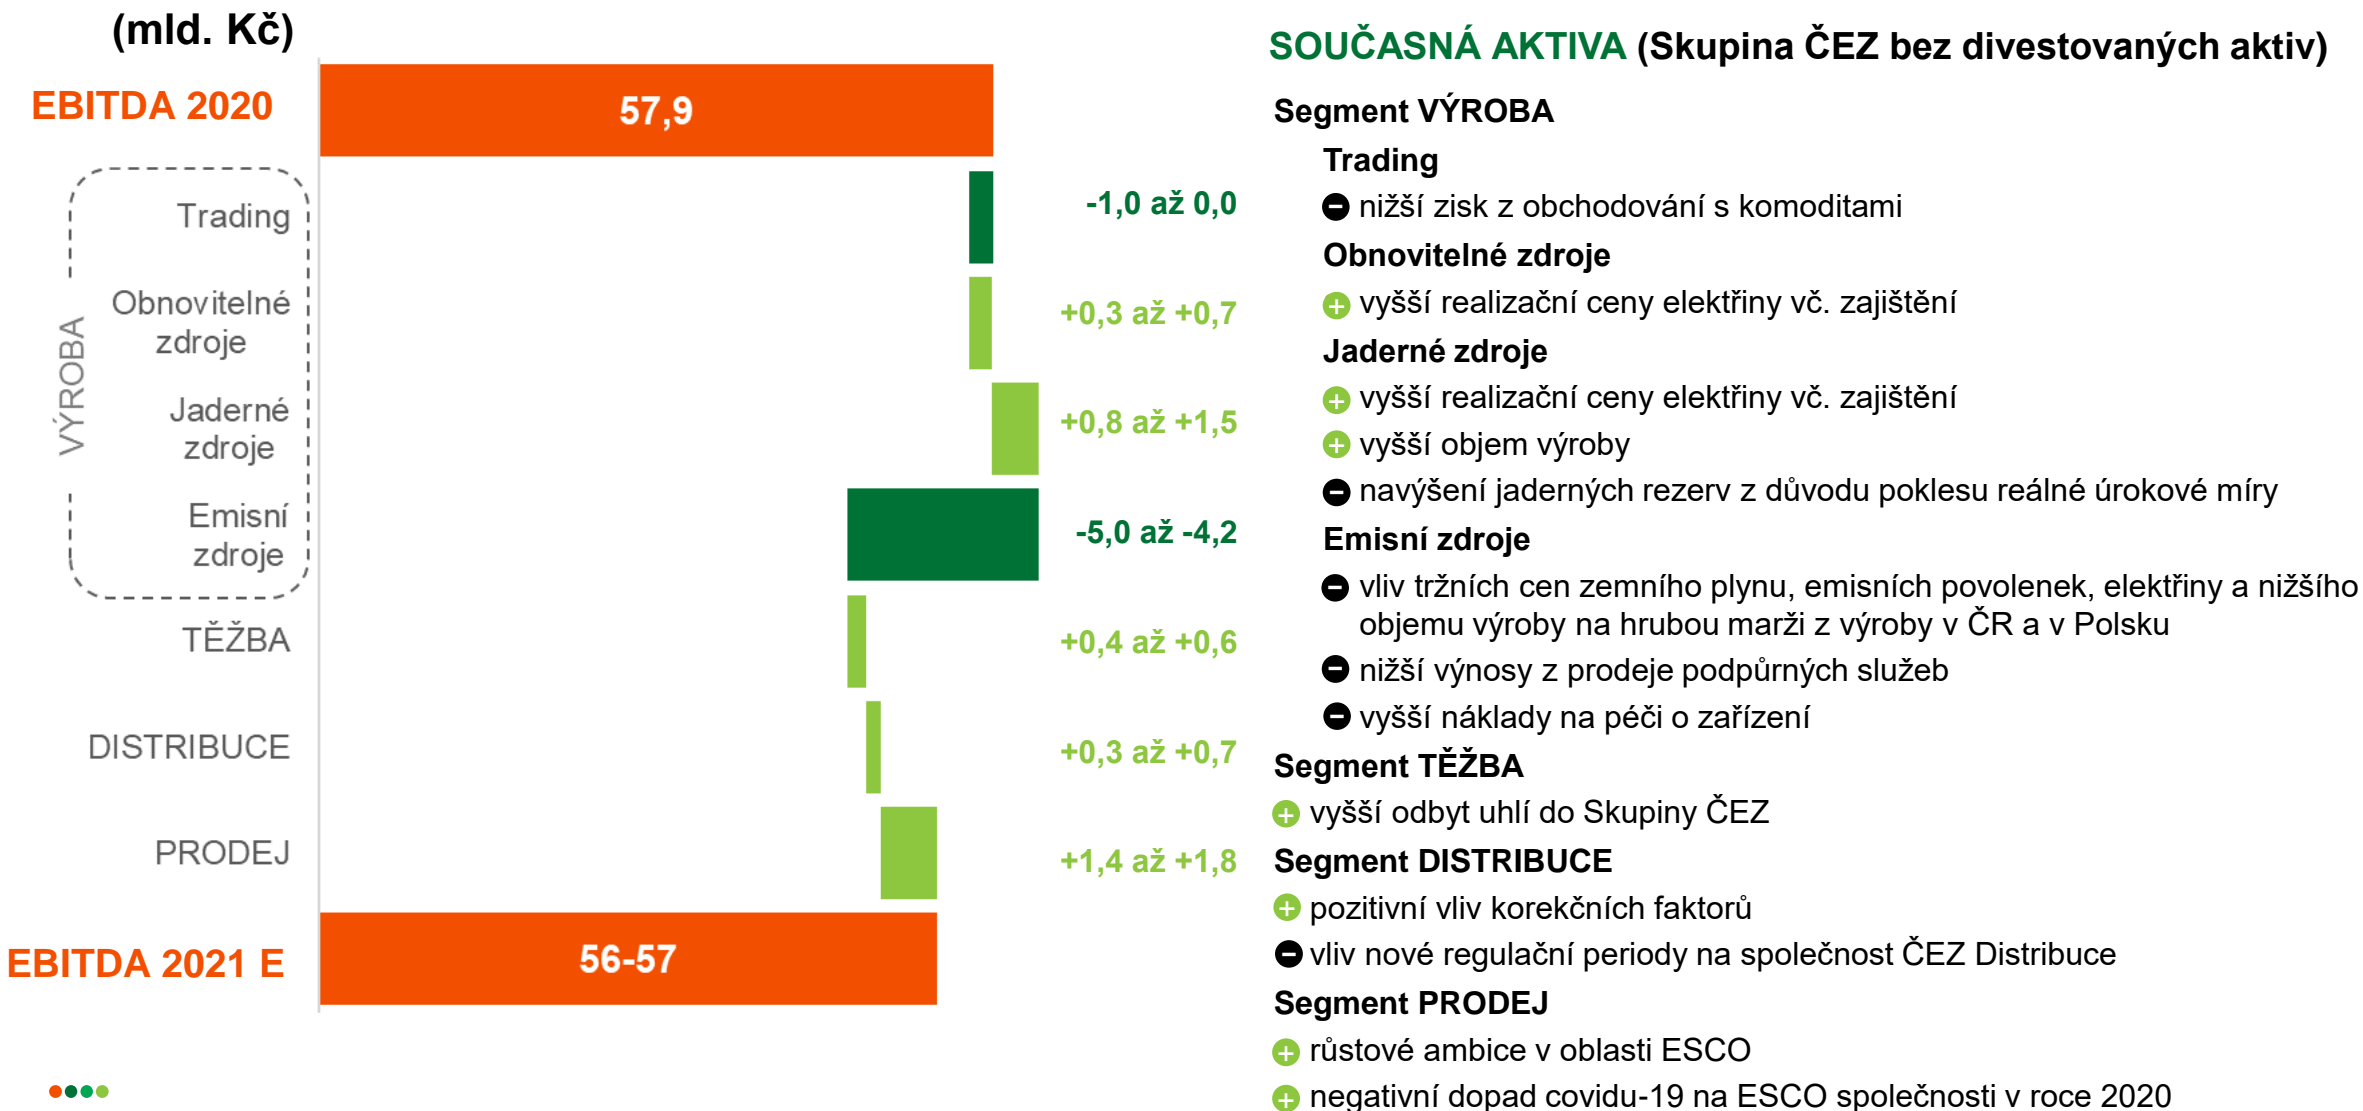 (mld. Kč)
EBITDA 2020
57,9
VÝROBA
Trading
-1,0 až 0,0
Obnovitelné
zdroje
+0,3 až +0,7
Jaderné
zdroje
+0,8 až +1,5
Emisní
zdroje
-5,0 až -4,2
TĚŽBA
+0,4 až +0,6
DISTRIBUCE
+0,3 až +0,7
PRODEJ
+1,4 až +1,8
EBITDA 2021 E
56-57
SOUČASNÁ AKTIVA (Skupina ČEZ bez divestovaných aktiv)
Segment VÝROBA
Trading
- nižší zisk z obchodování s komoditami
Obnovitelné zdroje
+ vyšší realizační ceny elektřiny vč. zajištění
Jaderné zdroje
+ vyšší realizační ceny elektřiny vč. zajištění
+ vyšší objem výroby
- navýšení jaderných rezerv z důvodu poklesu reálné úrokové míry
Emisní zdroje
- vliv tržních cen zemního plynu, emisních povolenek, elektřiny a nižšího
objemu výroby na hrubou marži z výroby v ČR a v Polsku
- nižší výnosy z prodeje podpůrných služeb
- vyšší náklady na péči o zařízení
Segment TĚŽBA
+ vyšší odbyt uhlí do Skupiny ČEZ
Segment DISTRIBUCE
+ pozitivní vliv korekčních faktorů
- vliv nové regulační periody na společnost ČEZ Distribuce
Segment PRODEJ
+ růstové ambice v oblasti ESCO
+ negativní dopad covidu-19 na ESCO společnosti v roce 2020